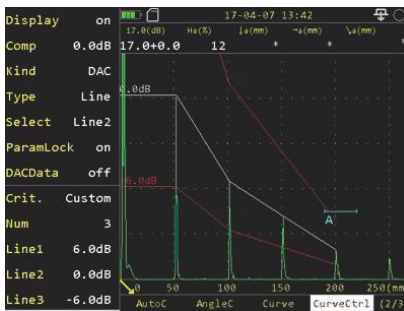 Display on
17-04-07 13:42
17.0(dB) Ha(%) ↓a(mm) →a(mm) ↘a(mm)
Comp 0.0dB
17.0+0.0 12 * * *
Kind DAC
Type Line
0.0dB
Select Line2
ParamLock on
DACData off
-6.0dB
Crit. Custom
A
Num 3
Line1 6.0dB
Line2 0.0dB
0 50 100 150 200 250(mm
Line3 -6.0dB
AutoC AngleC Curve CurveCtrl (2/3